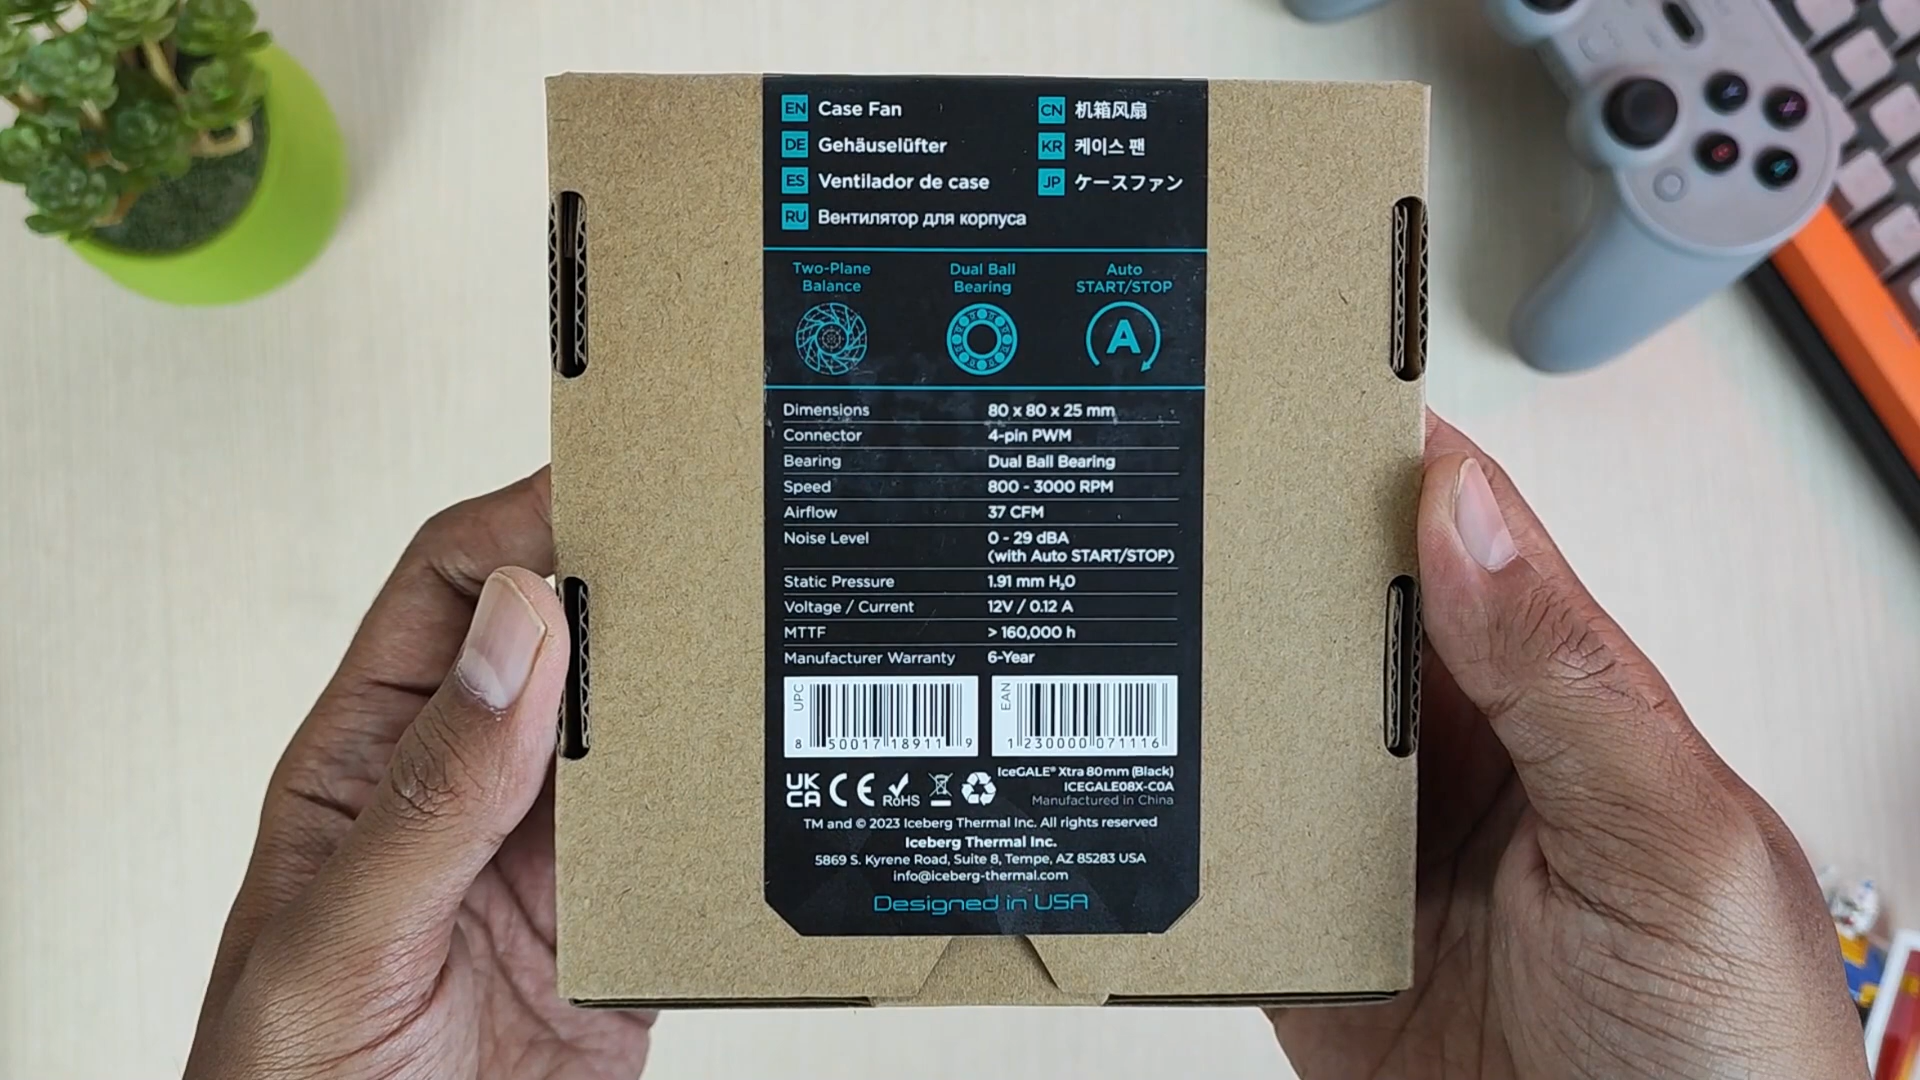 EN Case Fan
DE Gehäuselüfter
ES Ventilador de case
RU Вентилятор для корпуса
CN 机箱风扇
KR 케이스 팬
JP ケースファン
Two-Plane
Balance
Dual Ball
Bearing
Auto
START/STOP
A
Dimensions 80 x 80 x 25 mm
Connector 4-pin PWM
Bearing Dual Ball Bearing
Speed 800 - 3000 RPM
Airflow 37 CFM
Noise Level 0 - 29 dBA
(with Auto START/STOP)
Static Pressure 1.91 mm H₂0
Voltage / Current 12V / 0.12 A
MTTF > 160,000 h
Manufacturer Warranty 6-Year
UPC
8 50017 18911 9
EAN
1 230000 071116
UK
CA CE RoHS
IceGALE® Xtra 80mm (Black)
ICEGALE08X-C0A
Manufactured in China
TM and © 2023 Iceberg Thermal Inc. All rights reserved
Iceberg Thermal Inc.
5869 S. Kyrene Road, Suite 8, Tempe, AZ 85283 USA
info@iceberg-thermal.com
Designed in USA